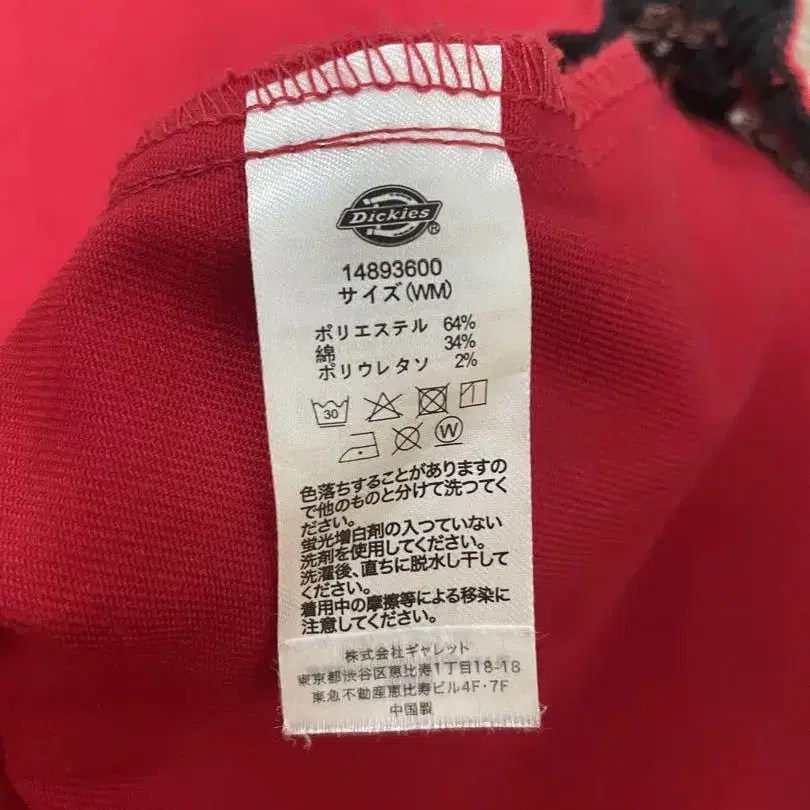 Dickies®
14893600
サイズ(WM)
ポリエステル 64%
綿 34%
ポリウレタソ 2%
30
W
色落ちすることがありますの
で他のものと分けて洗つてく
ださい。
蛍光増白剤の入つていない
洗剤を使用してください。
洗濯後、直ちに脱水し干して
ください。
着用中の摩擦等による移染に
注意してください。
株式会社ギャレット
東京都渋谷区恵比寿1丁目18-18
東急不動産恵比寿ビル4F・7F
中国製